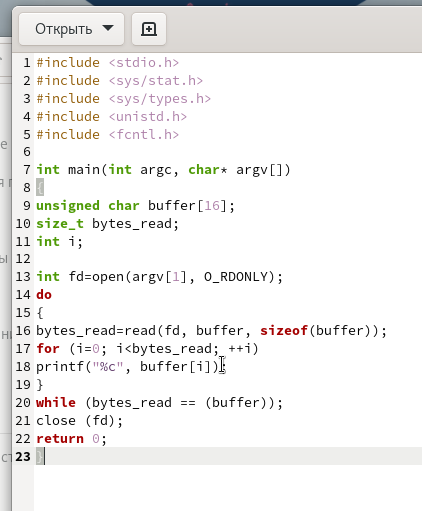 Открыть
1 #include <stdio.h>
2 #include <sys/stat.h>
3 #include <sys/types.h>
4 #include <unistd.h>
5 #include <fcntl.h>
6
7 int main(int argc, char* argv[])
8 {
9 unsigned char buffer[16];
10 size_t bytes_read;
11 int i;
12
13 int fd=open(argv[1], O_RDONLY);
14 do
15 {
16 bytes_read=read(fd, buffer, sizeof(buffer));
17 for (i=0; i<bytes_read; ++i)
18 printf("%c", buffer[i]);
19 }
20 while (bytes_read == (buffer));
21 close (fd);
22 return 0;
23 }